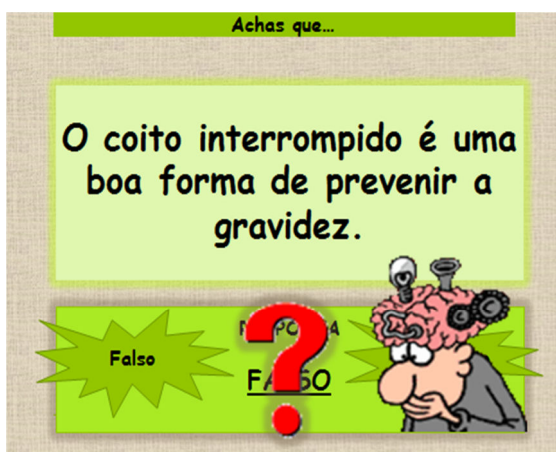 Achas que...
O coito interrompido é uma
boa forma de prevenir a
gravidez.
Falso